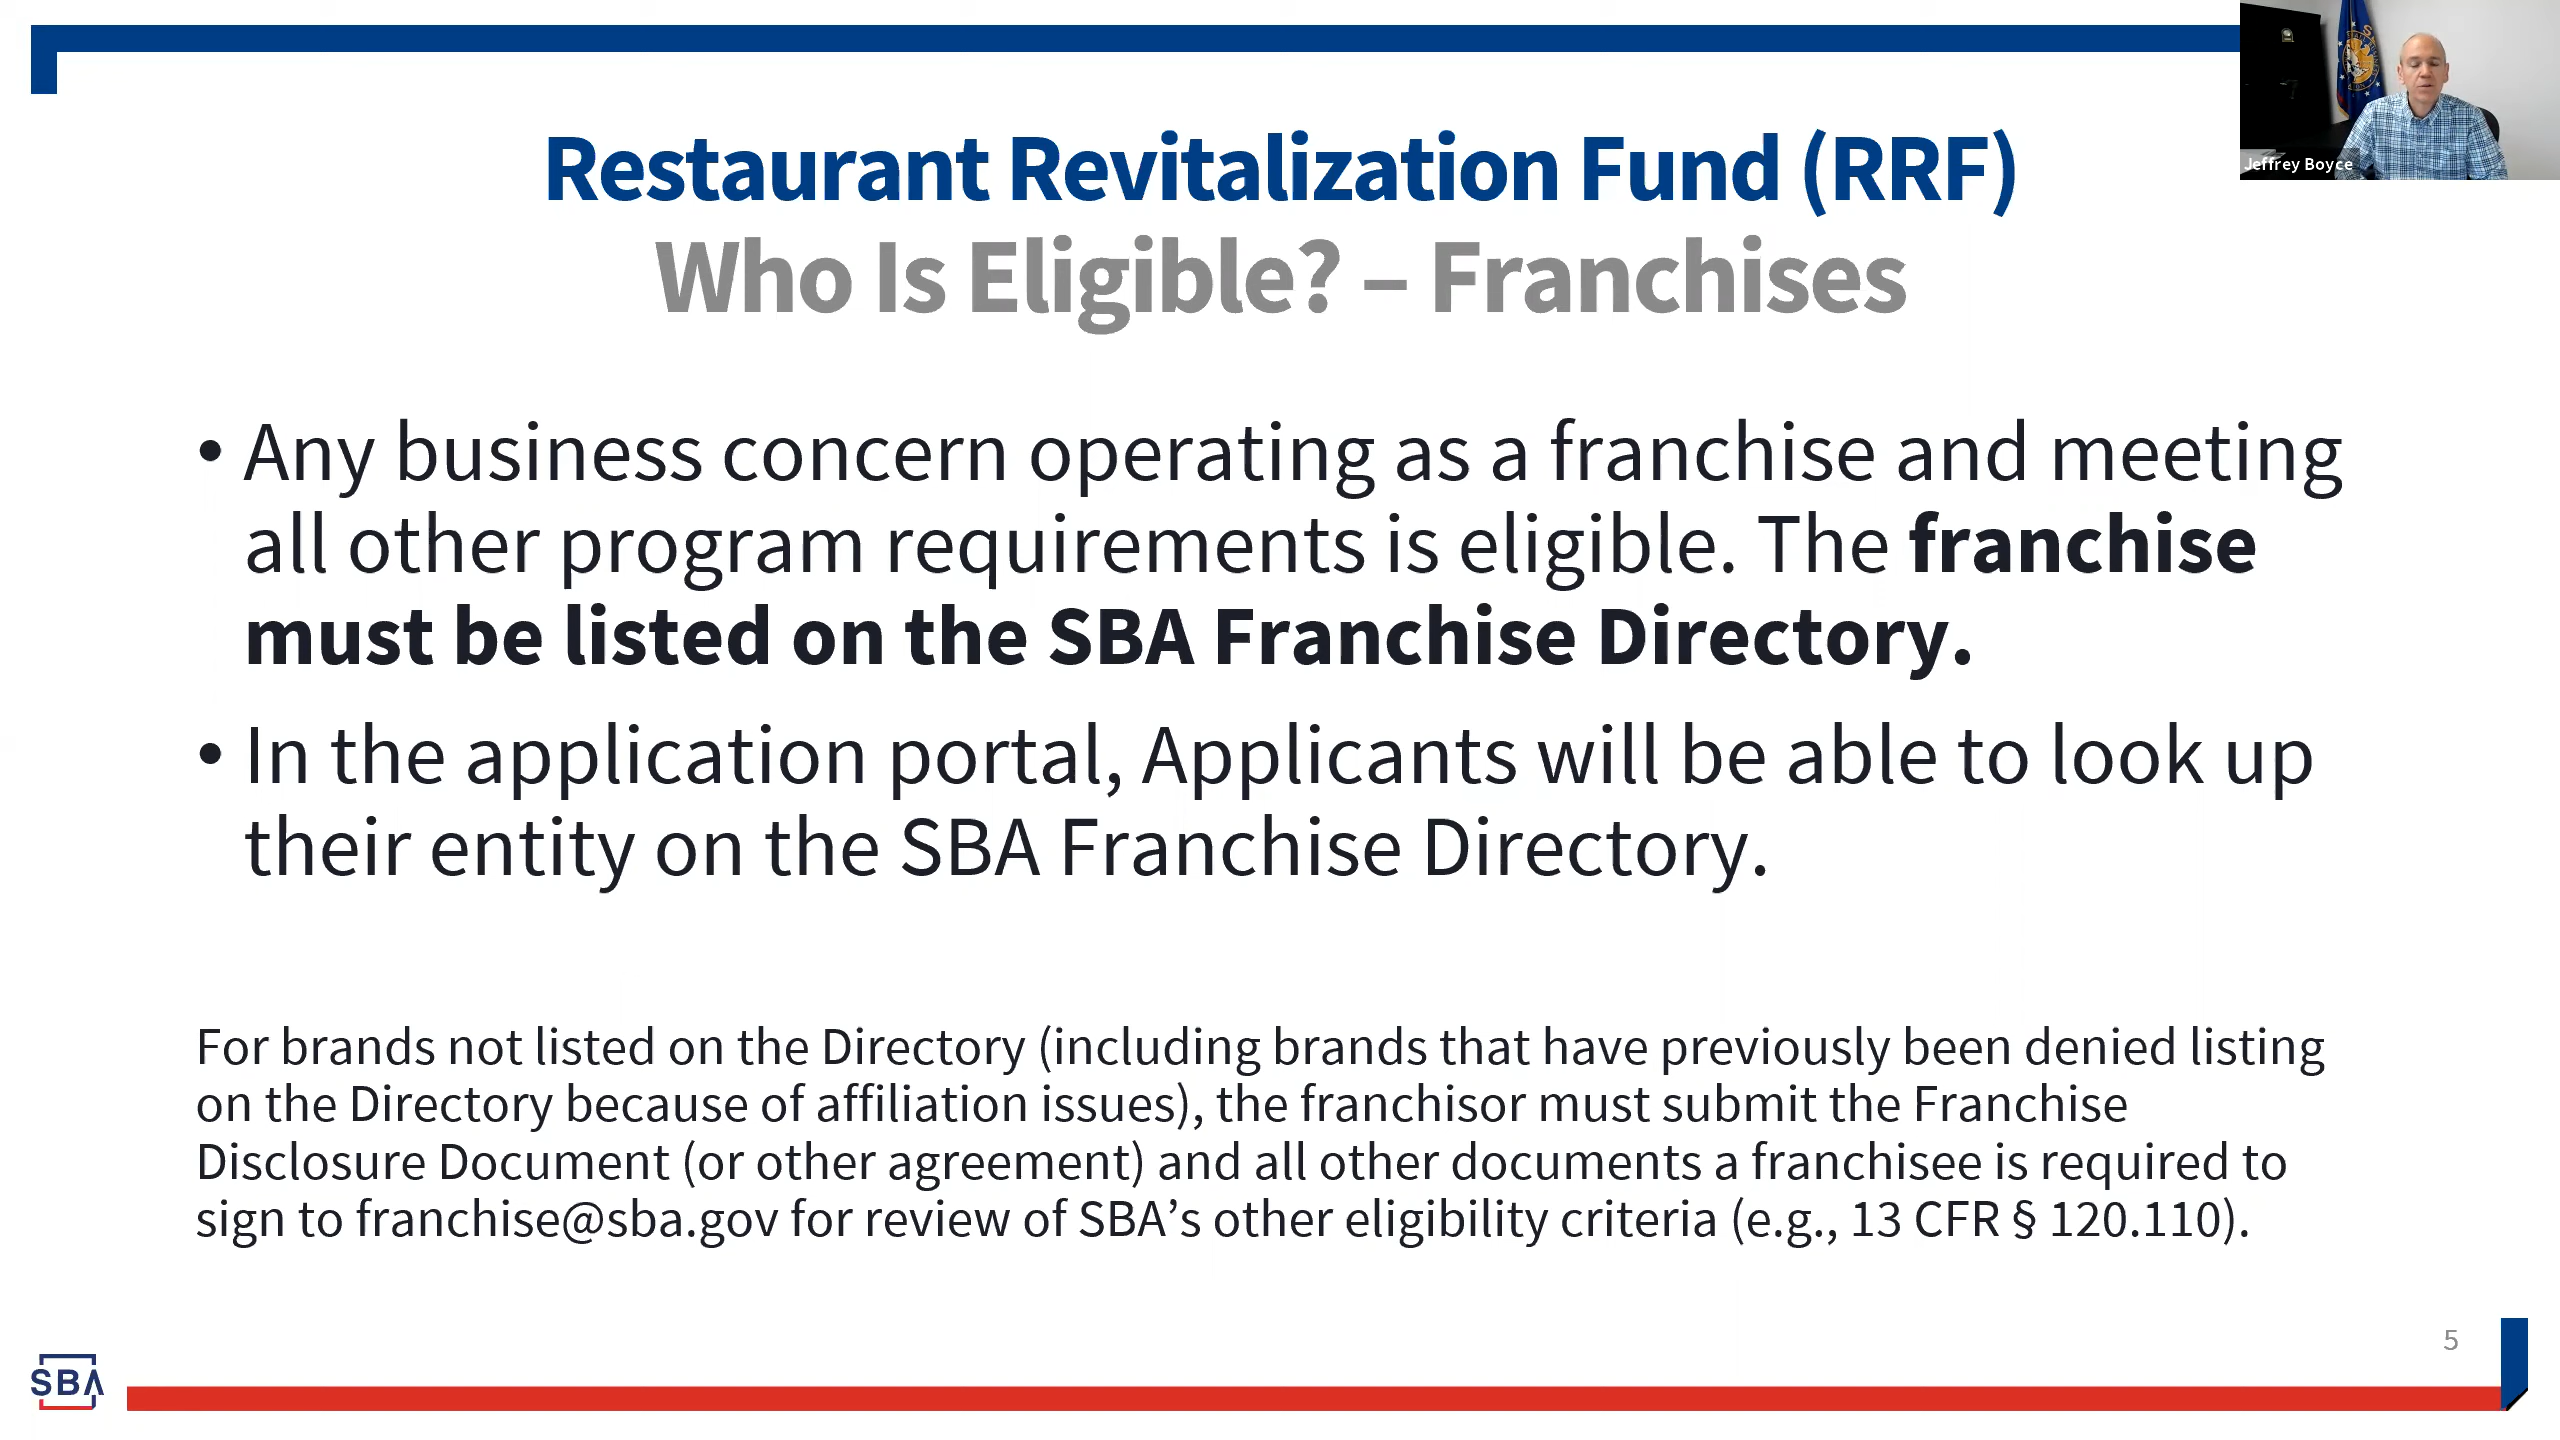 Restaurant Revitalization Fund (RRF)
Who Is Eligible? – Franchises
Jeffrey Boyce
• Any business concern operating as a franchise and meeting
all other program requirements is eligible. The franchise
must be listed on the SBA Franchise Directory.
• In the application portal, Applicants will be able to look up
their entity on the SBA Franchise Directory.
For brands not listed on the Directory (including brands that have previously been denied listing
on the Directory because of affiliation issues), the franchisor must submit the Franchise
Disclosure Document (or other agreement) and all other documents a franchisee is required to
sign to franchise@sba.gov for review of SBA’s other eligibility criteria (e.g., 13 CFR § 120.110).
5
SBA